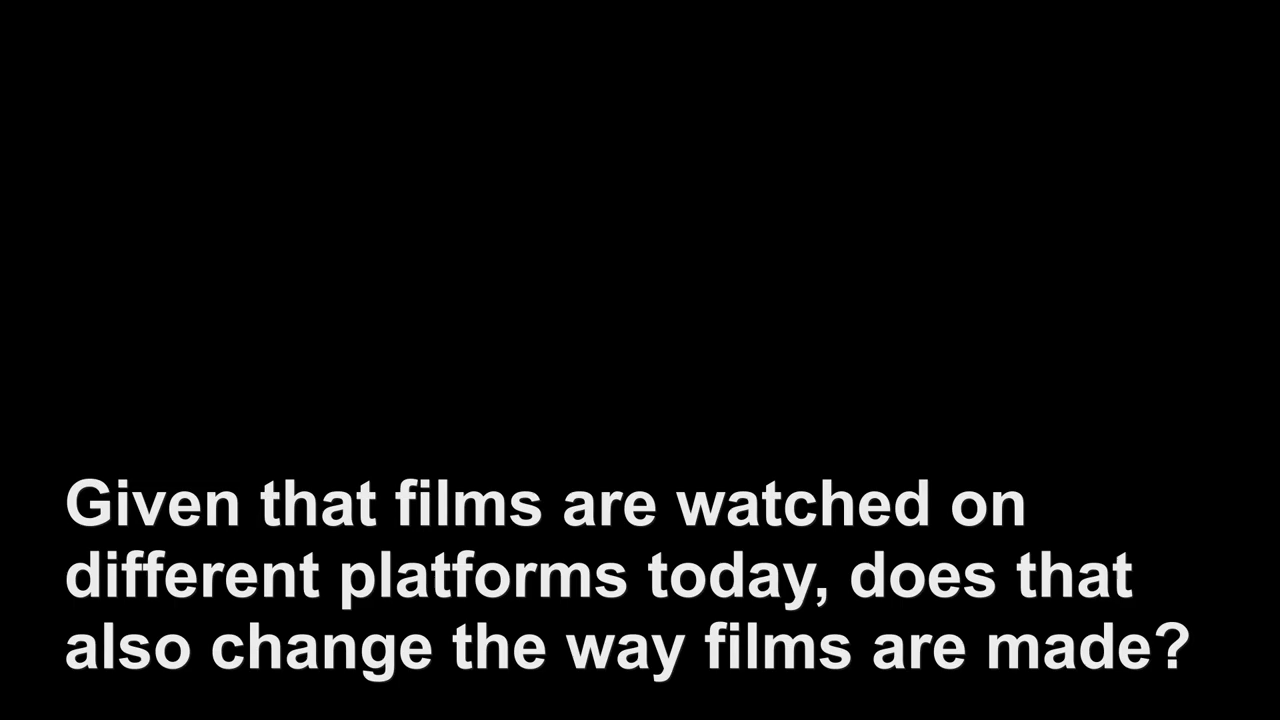 Given that films are watched on
different platforms today, does that
also change the way films are made?